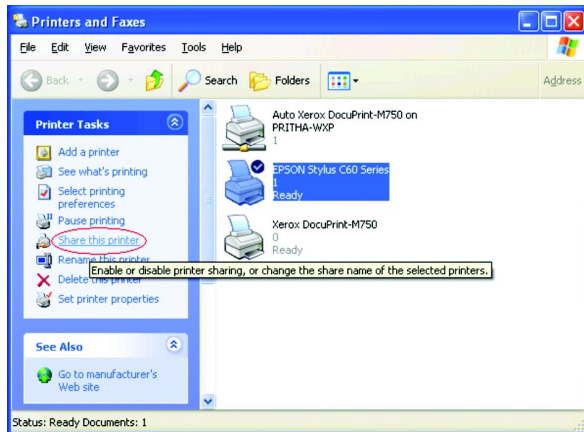 Printers and Faxes
File Edit View Favorites Tools Help
Back Search Folders Address
Printer Tasks
Add a printer
See what's printing
Select printing
preferences
Pause printing
Share this printer
Rename this printer
Delete this printer
Set printer properties
See Also
Go to manufacturer's
Web site
Auto Xerox DocuPrint-M750 on
PRITHA-WXP
1
EPSON Stylus C60 Series
1
Ready
Xerox DocuPrint-M750
0
Ready
Enable or disable printer sharing, or change the share name of the selected printers.
Status: Ready Documents: 1